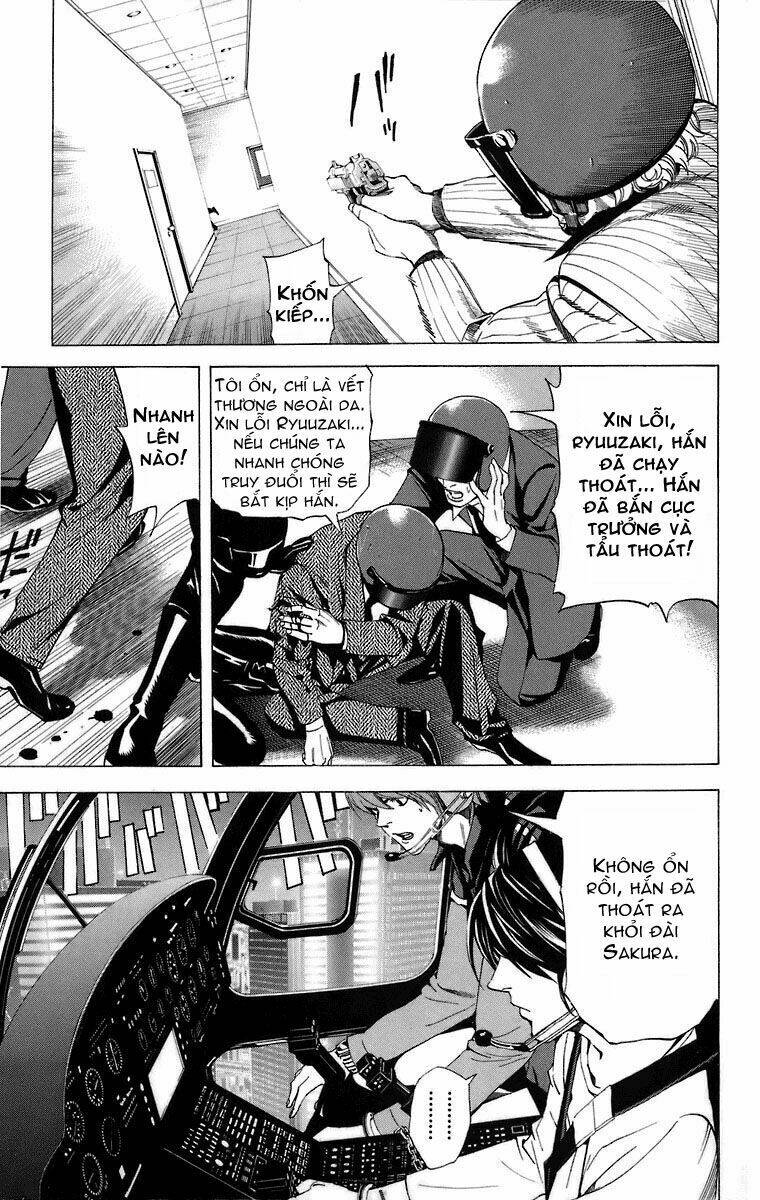 Khốn
kiếp...
Xin lỗi,
Ryuuzaki, hắn
đã chạy
thoát... Hắn
đã bắn cục
trưởng và
tẩu thoát!
Tôi ổn, chỉ là vết
thương ngoài da.
Xin lỗi Ryuuzaki...
nếu chúng ta
nhanh chóng
truy đuổi thì sẽ
bắt kịp hắn.
Nhanh
lên
nào!
Không ổn
rồi, hắn đã
thoát ra
khỏi đài
Sakura.